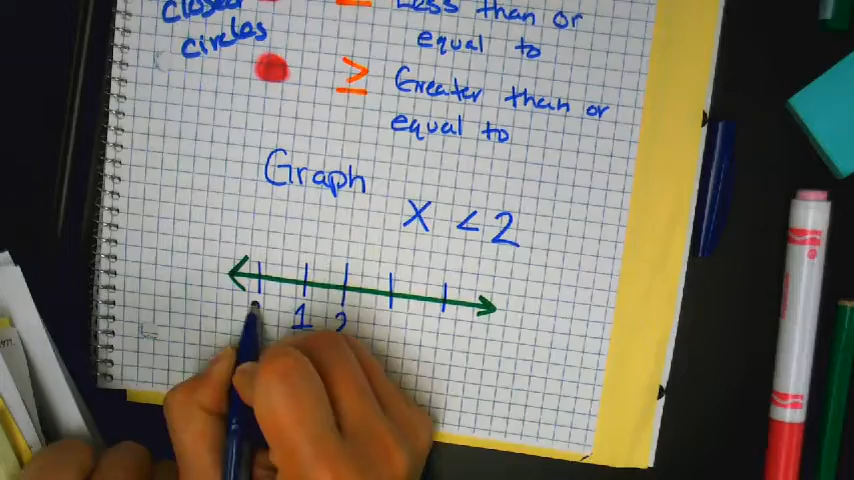 closed
circles
Less than or
equal to
≥ Greater than or
equal to
Graph
X < 2
1 2